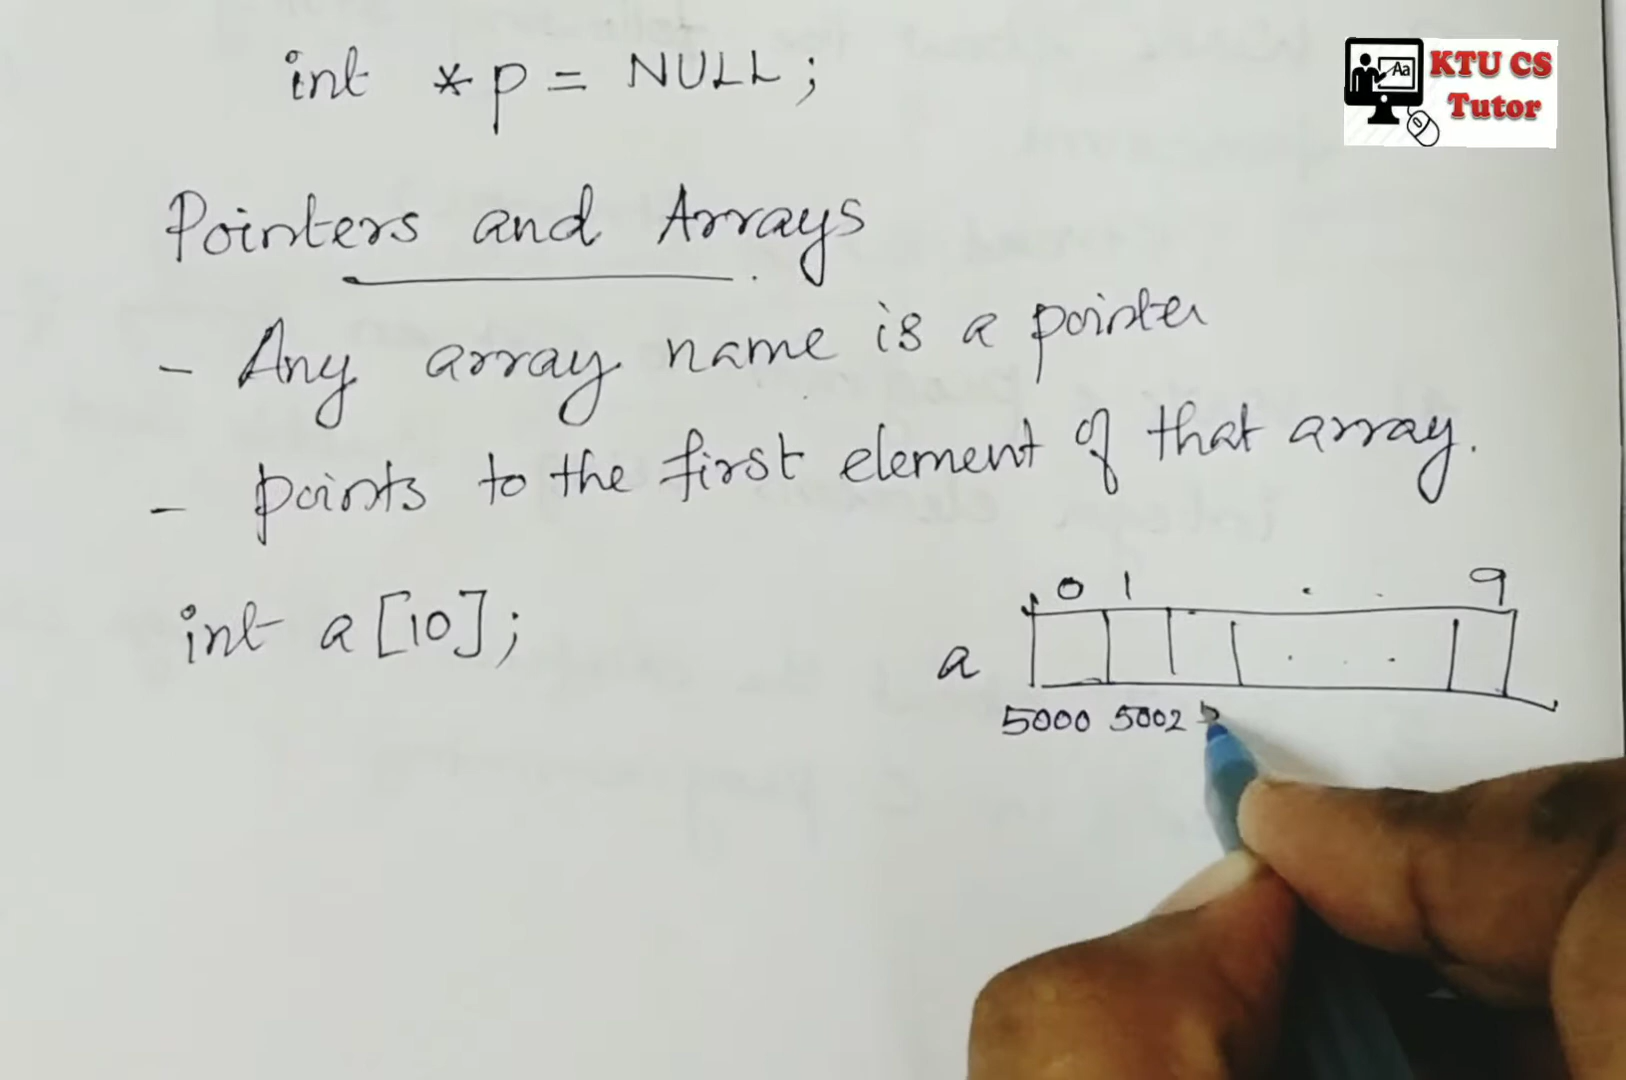 int *p = NULL;
KTU CS
Tutor
Aa
Pointers and Arrays
- Any array name is a pointer
- points to the first element of that array.
int a[10];
0 1 . . 9
a . . .
5000 5002